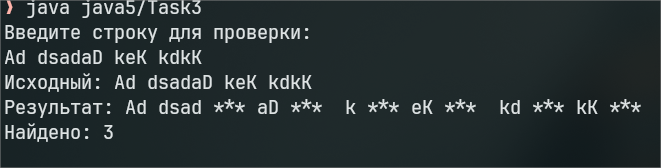 ❯ java java5/Task3
Введите строку для проверки:
Ad dsadaD keK kdkK
Исходный: Ad dsadaD keK kdkK
Результат: Ad dsad *** aD ***  k *** eK ***  kd *** kK ***
Найдено: 3